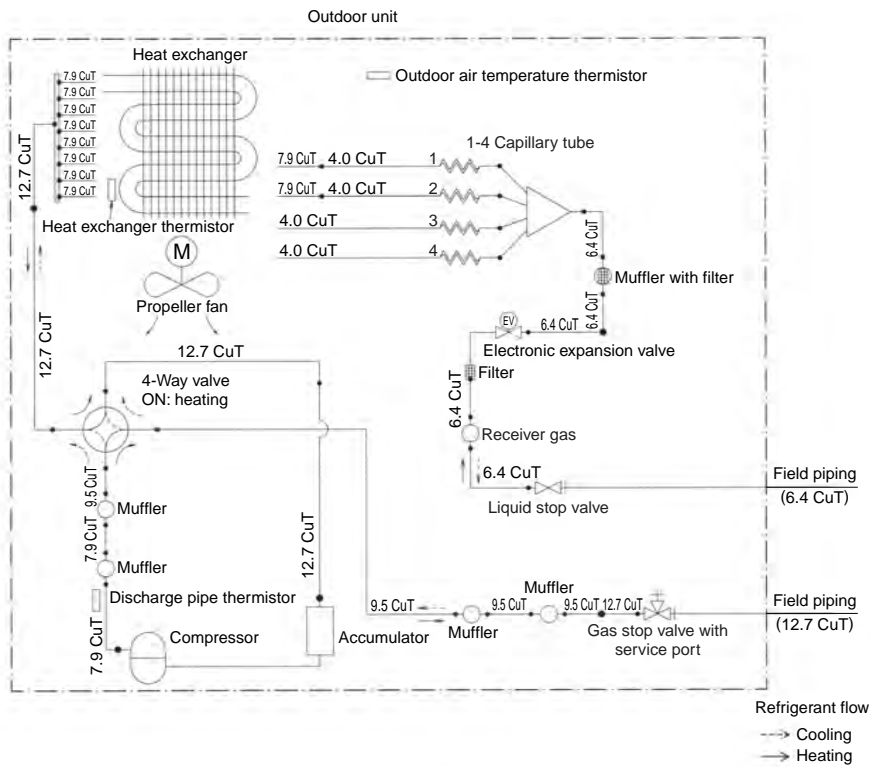 Outdoor unit
Heat exchanger
7.9 CuT
7.9 CuT
7.9 CuT
7.9 CuT
7.9 CuT
7.9 CuT
7.9 CuT
7.9 CuT
Outdoor air temperature thermistor
1-4 Capillary tube
12.7 CuT
7.9 CuT 4.0 CuT 1
7.9 CuT 4.0 CuT 2
4.0 CuT 3
4.0 CuT 4
Heat exchanger thermistor
M
Propeller fan
6.4 CuT
Muffler with filter
6.4 CuT
EV
6.4 CuT
Electronic expansion valve
Filter
12.7 CuT
12.7 CuT
4-Way valve
ON: heating
6.4 CuT
Receiver gas
6.4 CuT
Liquid stop valve
Field piping
(6.4 CuT)
9.5 CuT
Muffler
7.9 CuT
Muffler
12.7 CuT
Discharge pipe thermistor
7.9 CuT
Compressor
Accumulator
9.5 CuT
Muffler
9.5 CuT
Muffler
9.5 CuT
12.7 CuT
Gas stop valve with
service port
Field piping
(12.7 CuT)
Refrigerant flow
Cooling
Heating